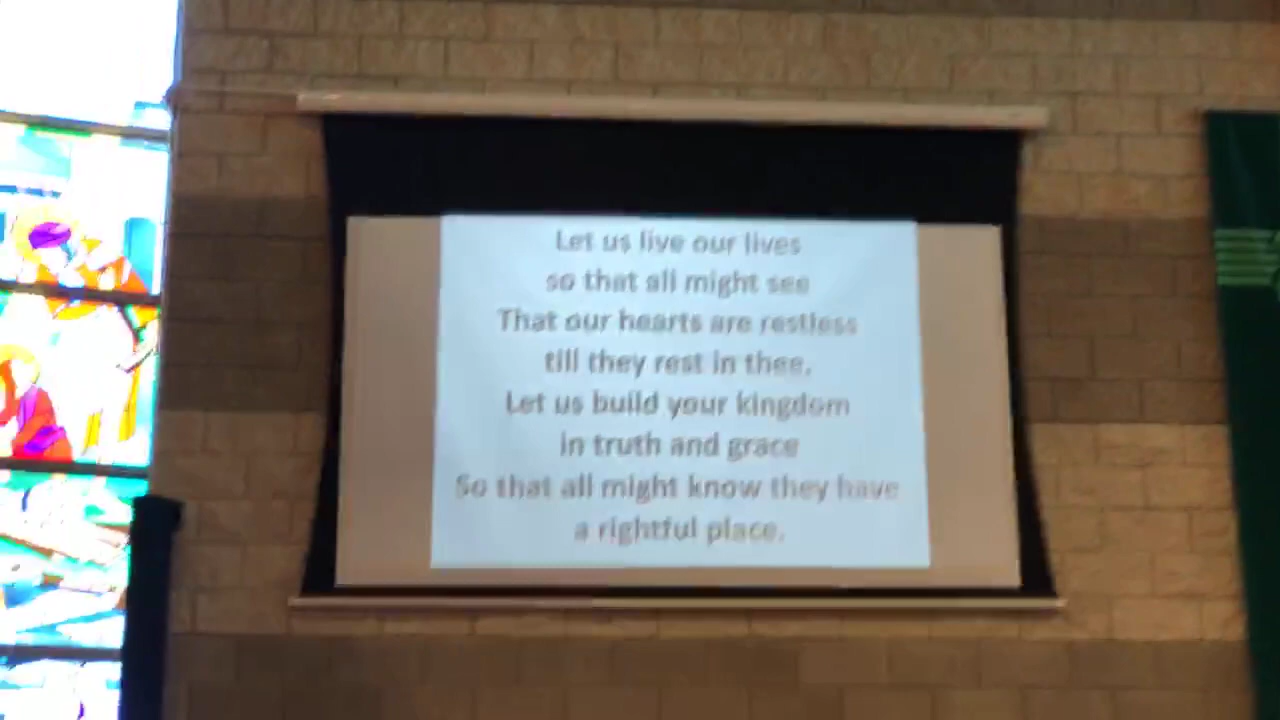 Let us live our lives
so that all might see
That our hearts are restless
till they rest in thee.
Let us build your kingdom
in truth and grace
So that all might know they have
a rightful place.